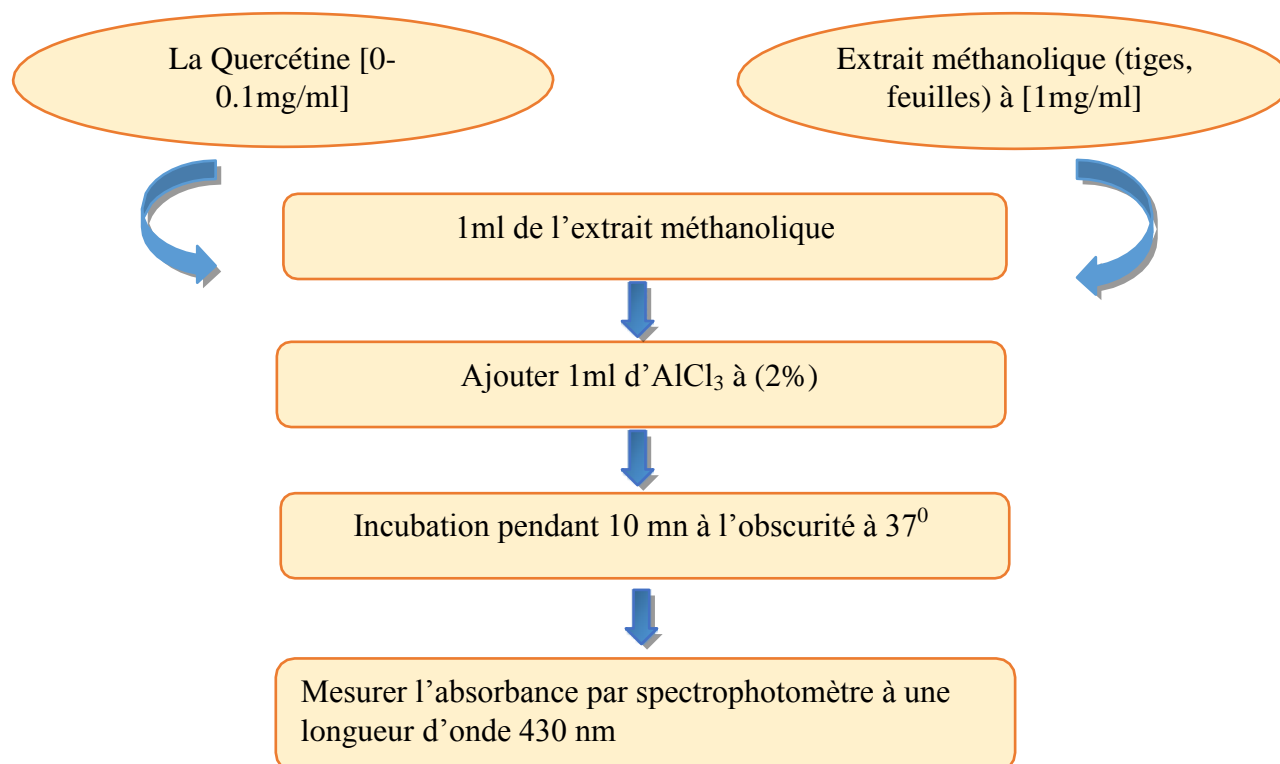 La Quercétine [0-
0.1mg/ml]
Extrait méthanolique (tiges,
feuilles) à [1mg/ml]
1ml de l’extrait méthanolique
Ajouter 1ml d’AlCl₃ à (2%)
Incubation pendant 10 mn à l’obscurité à 37⁰
Mesurer l’absorbance par spectrophotomètre à une
longueur d’onde 430 nm